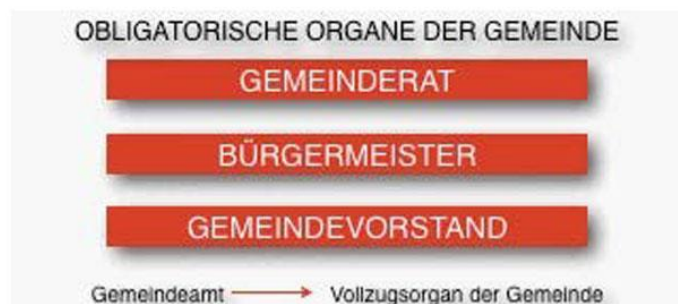 OBLIGATORISCHE ORGANE DER GEMEINDE
GEMEINDERAT
BÜRGERMEISTER
GEMEINDEVORSTAND
Gemeindeamt → Vollzugsorgan der Gemeinde